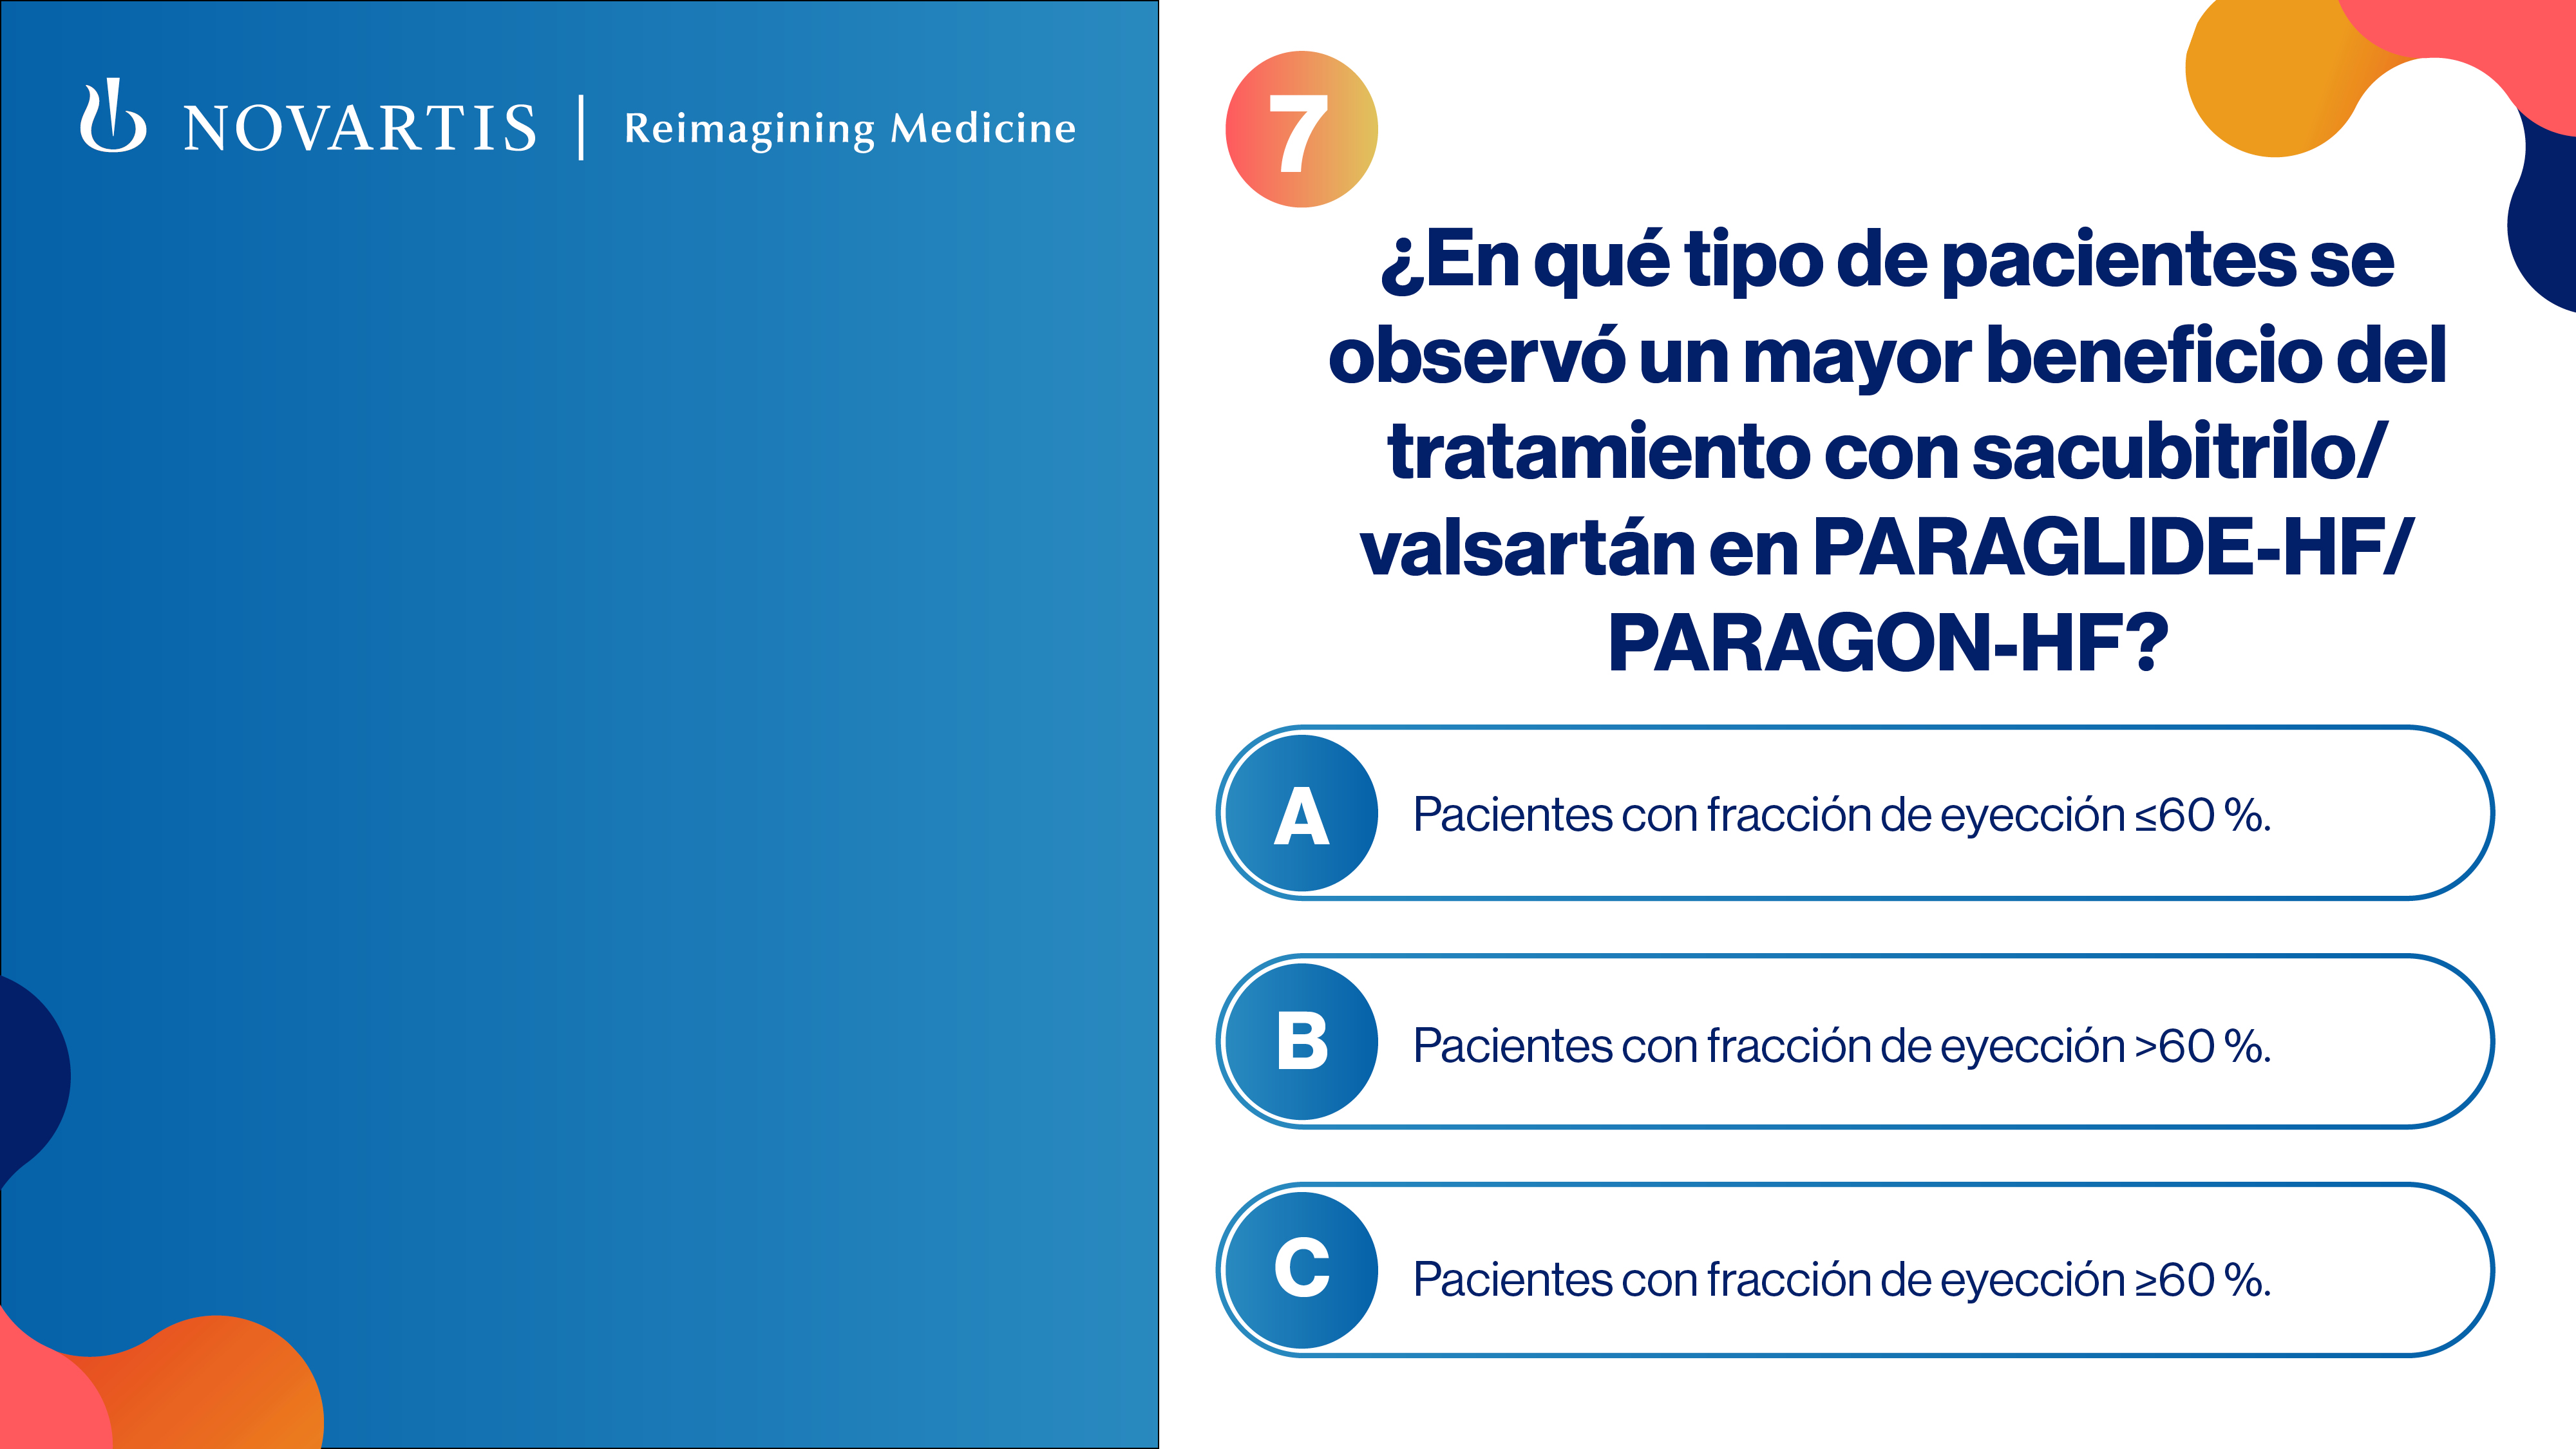 NOVARTIS | Reimagining Medicine
7
¿En qué tipo de pacientes se
observó un mayor beneficio del
tratamiento con sacubitrilo/
valsartán en PARAGLIDE-HF/
PARAGON-HF?
A Pacientes con fracción de eyección ≤60 %.
B Pacientes con fracción de eyección >60 %.
C Pacientes con fracción de eyección ≥60 %.